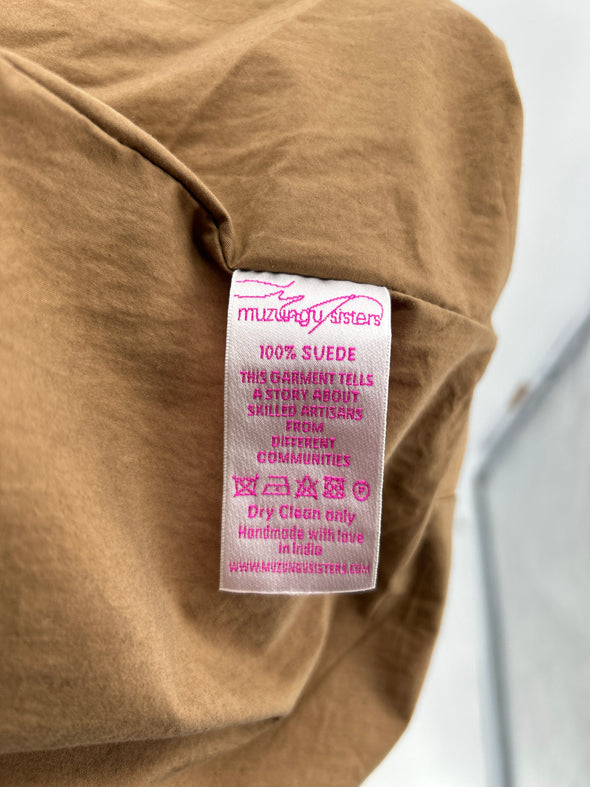 muzungu sisters
100% SUEDE
THIS GARMENT TELLS
A STORY ABOUT
SKILLED ARTISANS
FROM
DIFFERENT
COMMUNITIES
P
Dry Clean only
Handmade with love
in India
WWW.MUZUNGUSISTERS.COM